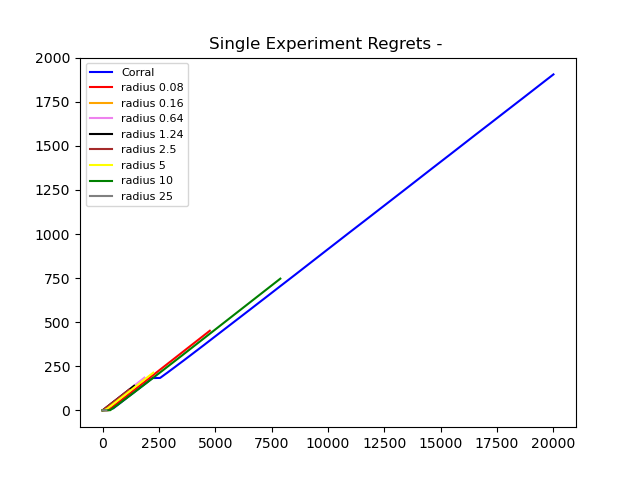 Single Experiment Regrets -
2000
1750
1500
1250
1000
750
500
250
0
Corral
radius 0.08
radius 0.16
radius 0.64
radius 1.24
radius 2.5
radius 5
radius 10
radius 25
0 2500 5000 7500 10000 12500 15000 17500 20000